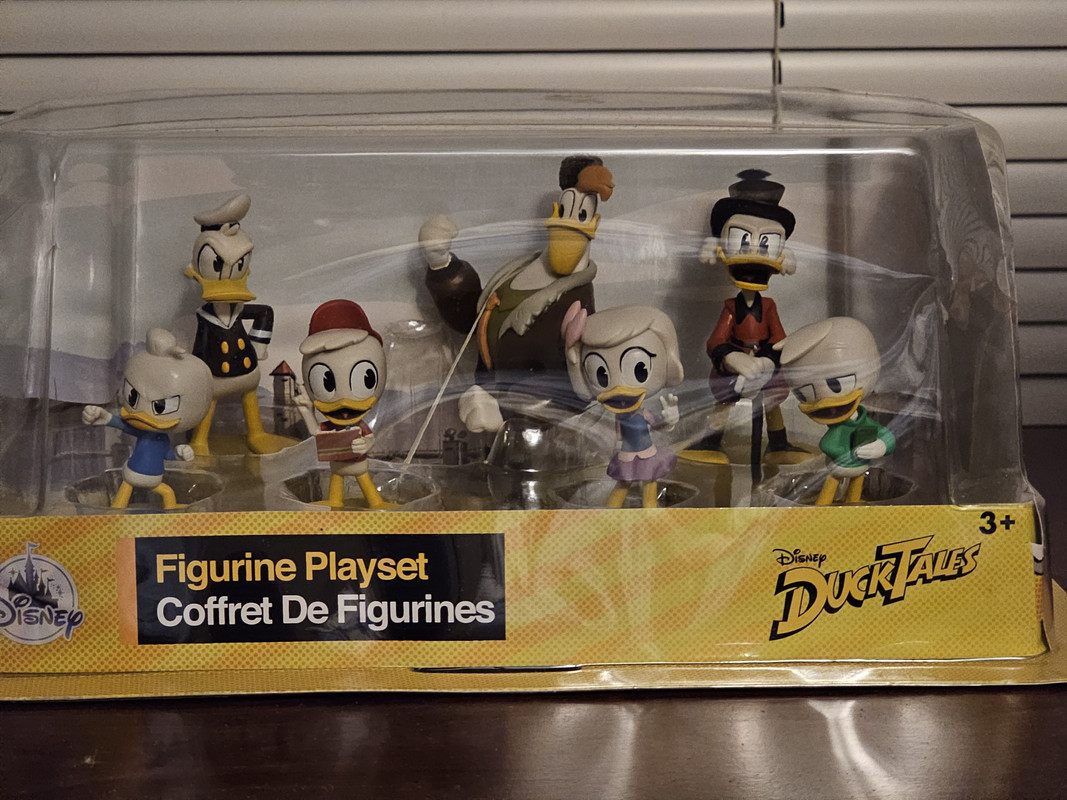 3+
Figurine Playset
Coffret De Figurines
Disney
Disney
DuckTales